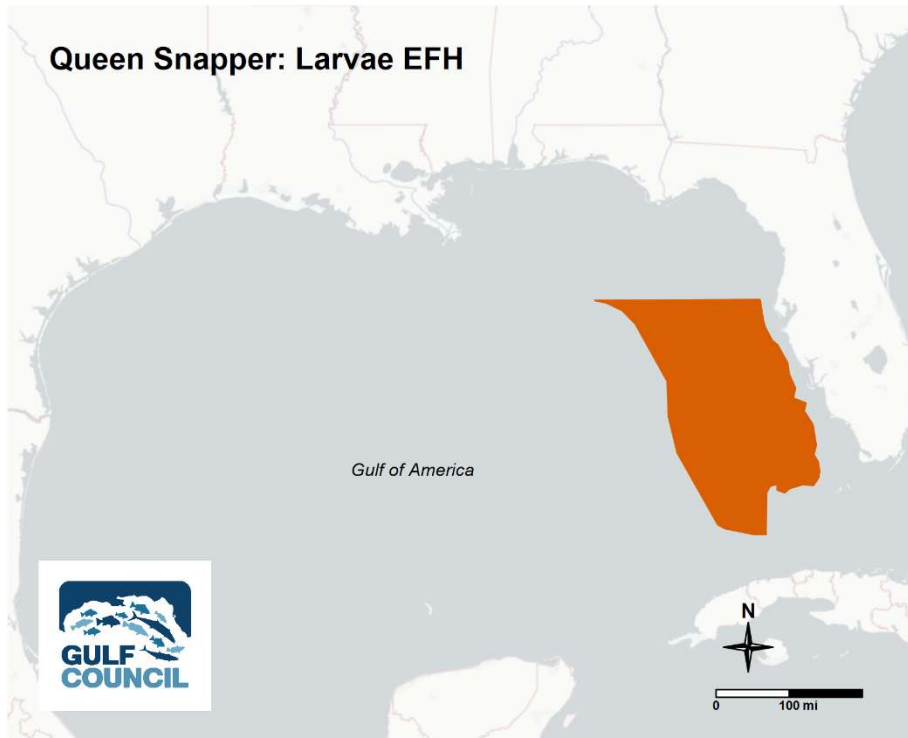 Queen Snapper: Larvae EFH
Gulf of America
GULF
COUNCIL
N
0 100 mi